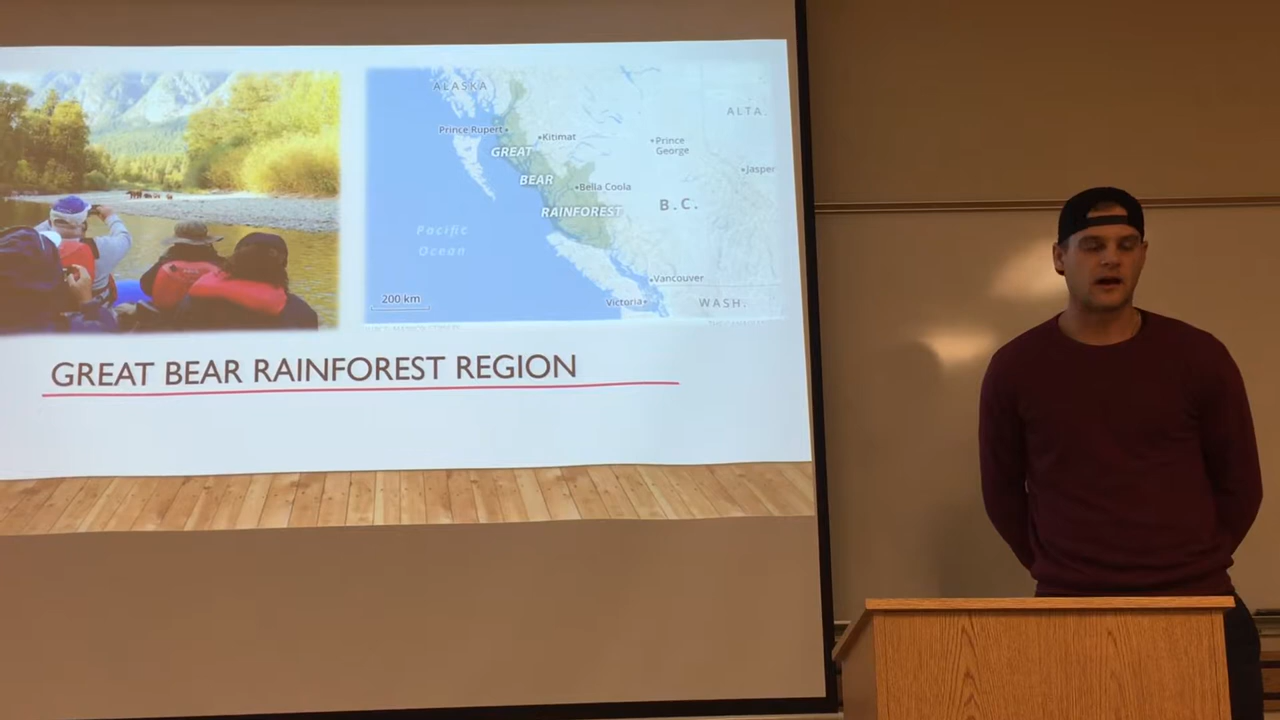 ALASKA
ALTA.
Prince Rupert
Kitimat
Prince
George
GREAT
Jasper
BEAR
Bella Coola
RAINFOREST
B.C.
Pacific
Ocean
Vancouver
200 km
Victoria
WASH.
GREAT BEAR RAINFOREST REGION